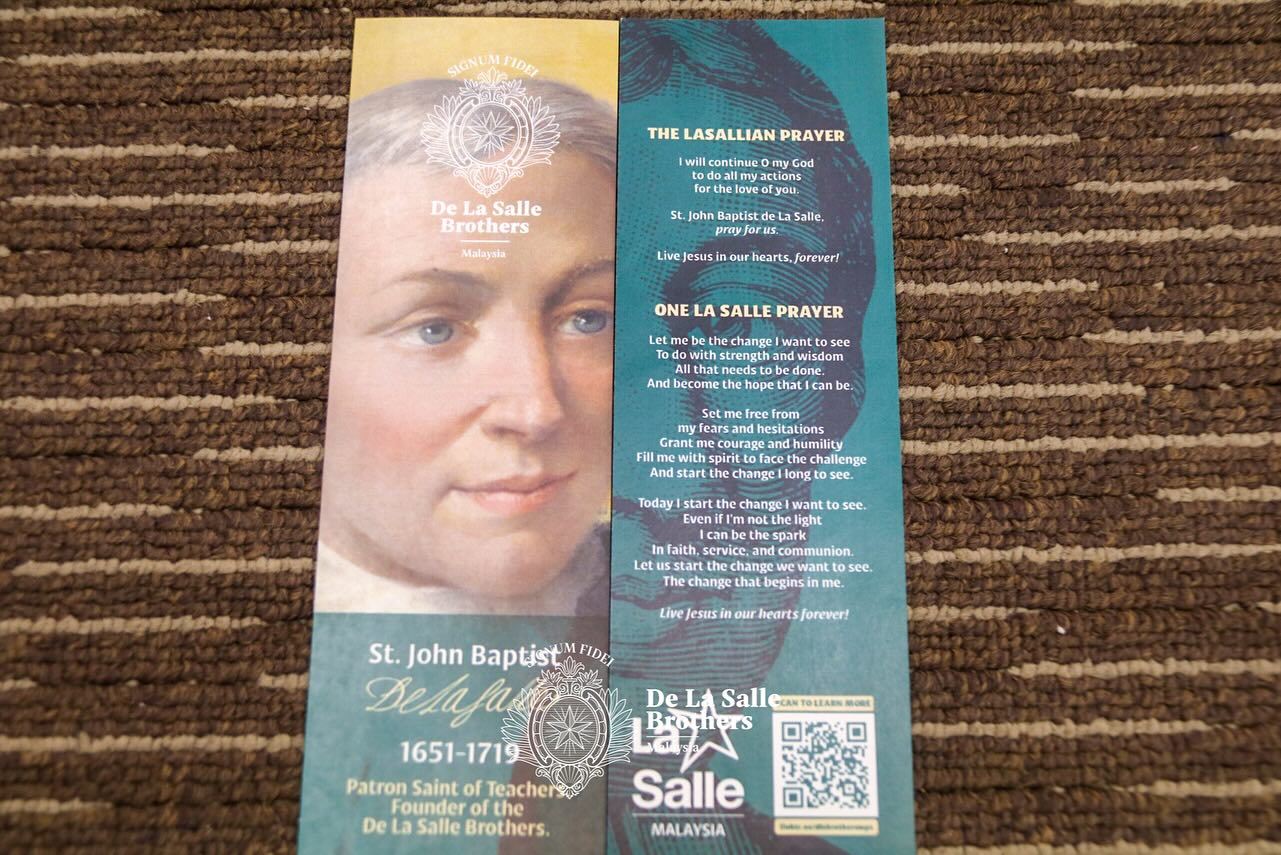 SIGNUM FIDEI
De La Salle
Brothers
Malaysia
St. John Baptist
De La Salle
1651-1719
Patron Saint of Teachers
Founder of the
De La Salle Brothers.
THE LASALLIAN PRAYER
I will continue O my God
to do all my actions
for the love of you.
St. John Baptist de La Salle,
pray for us.
Live Jesus in our hearts, forever!
ONE LA SALLE PRAYER
Let me be the change I want to see
To do with strength and wisdom
All that needs to be done.
And become the hope that I can be.
Set me free from
my fears and hesitations
Grant me courage and humility
Fill me with spirit to face the challenge
And start the change I long to see.
Today I start the change I want to see.
Even if I'm not the light
I can be the spark
In faith, service, and communion.
Let us start the change we want to see.
The change that begins in me.
Live Jesus in our hearts forever!
La
Salle
MALAYSIA
SCAN TO LEARN MORE
SIGNUM FIDEI
De La Salle
Brothers
Malaysia